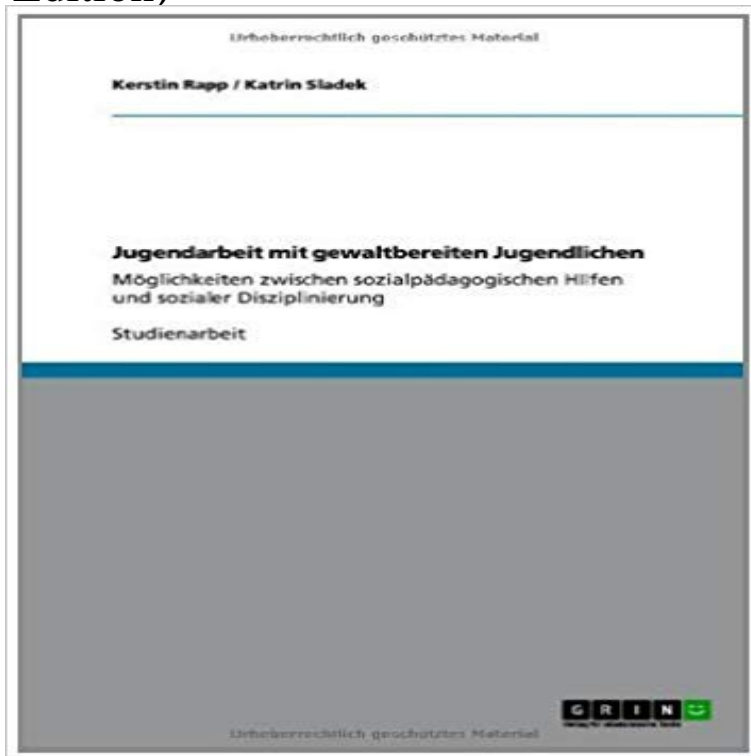 Urheberrechtlich geschütztes Material
Kerstin Rapp / Katrin Sladek
Jugendarbeit mit gewaltbereiten Jugendlichen
Möglichkeiten zwischen sozialpädagogischen Hilfen
und sozialer Disziplinierung
Studienarbeit
G R I N
Urheberrechtlich geschütztes Material